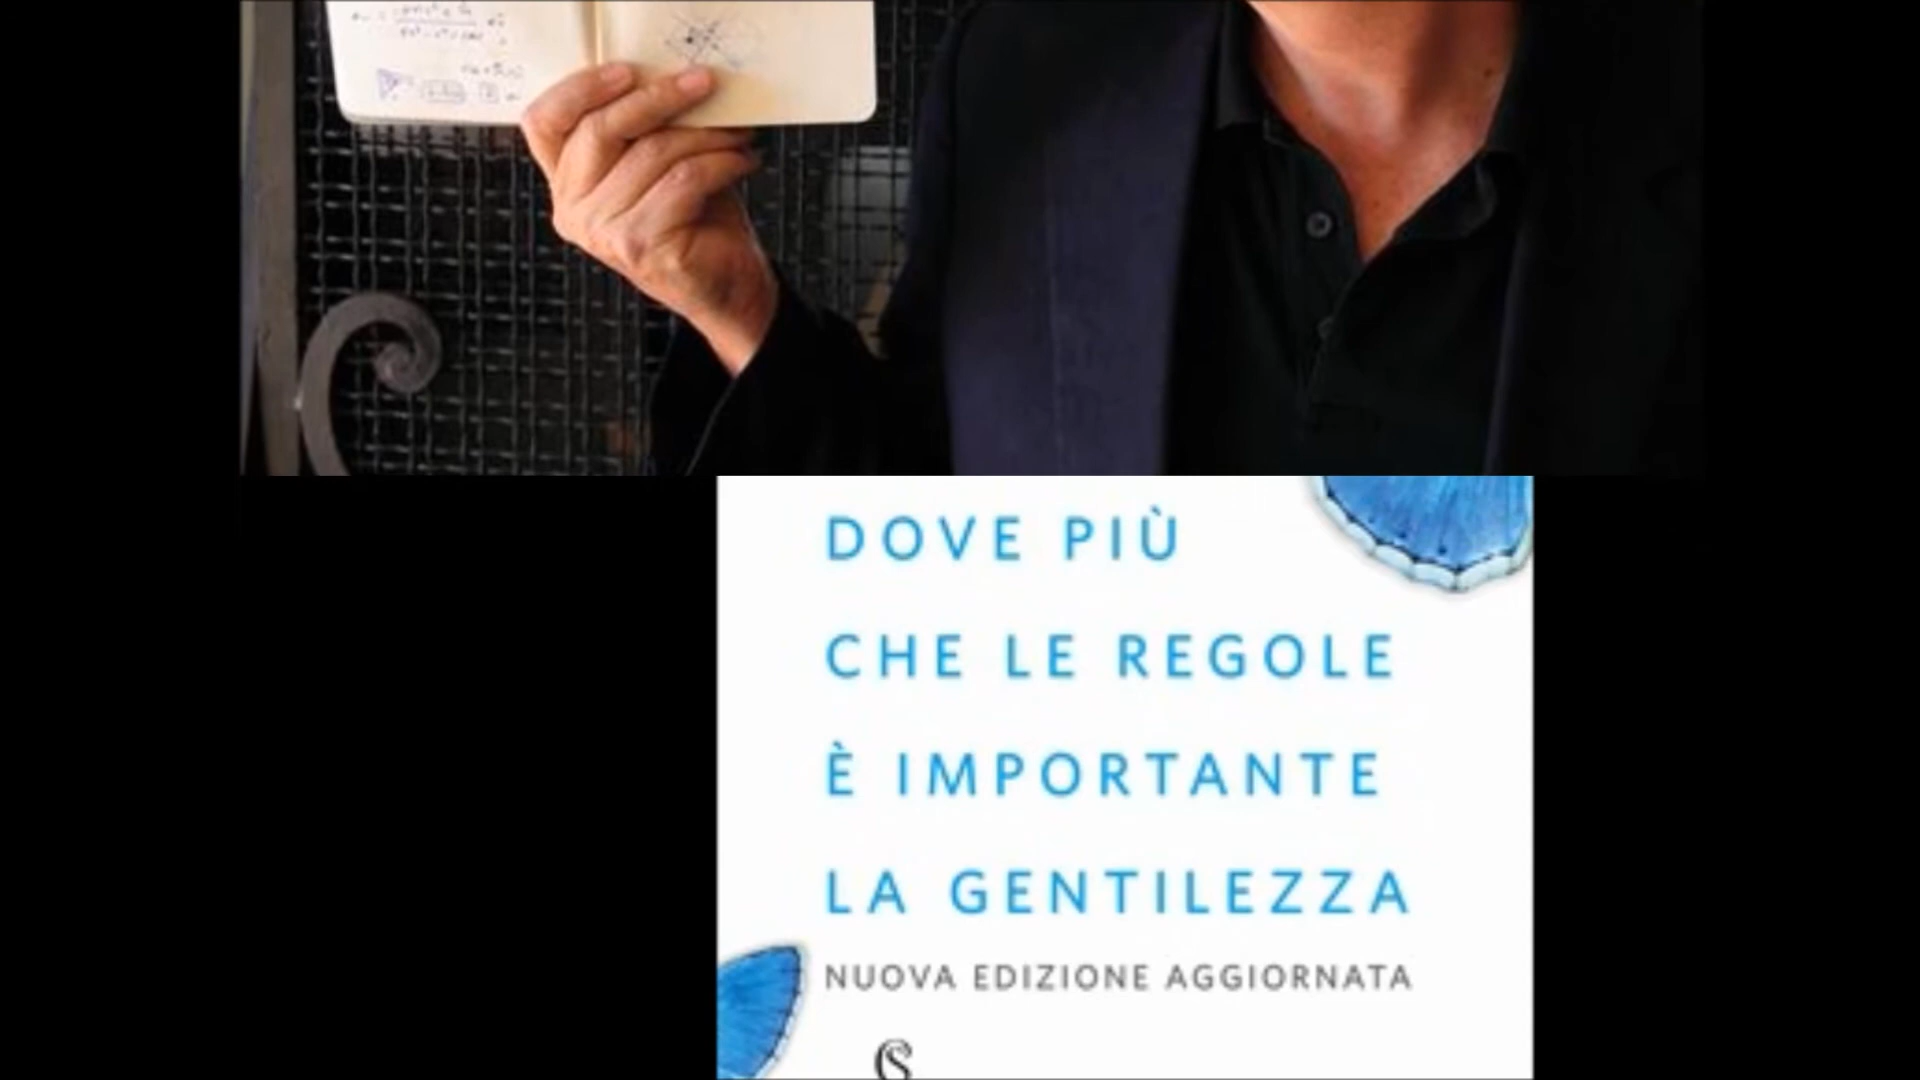 DOVE PIÙ
CHE LE REGOLE
È IMPORTANTE
LA GENTILEZZA
NUOVA EDIZIONE AGGIORNATA